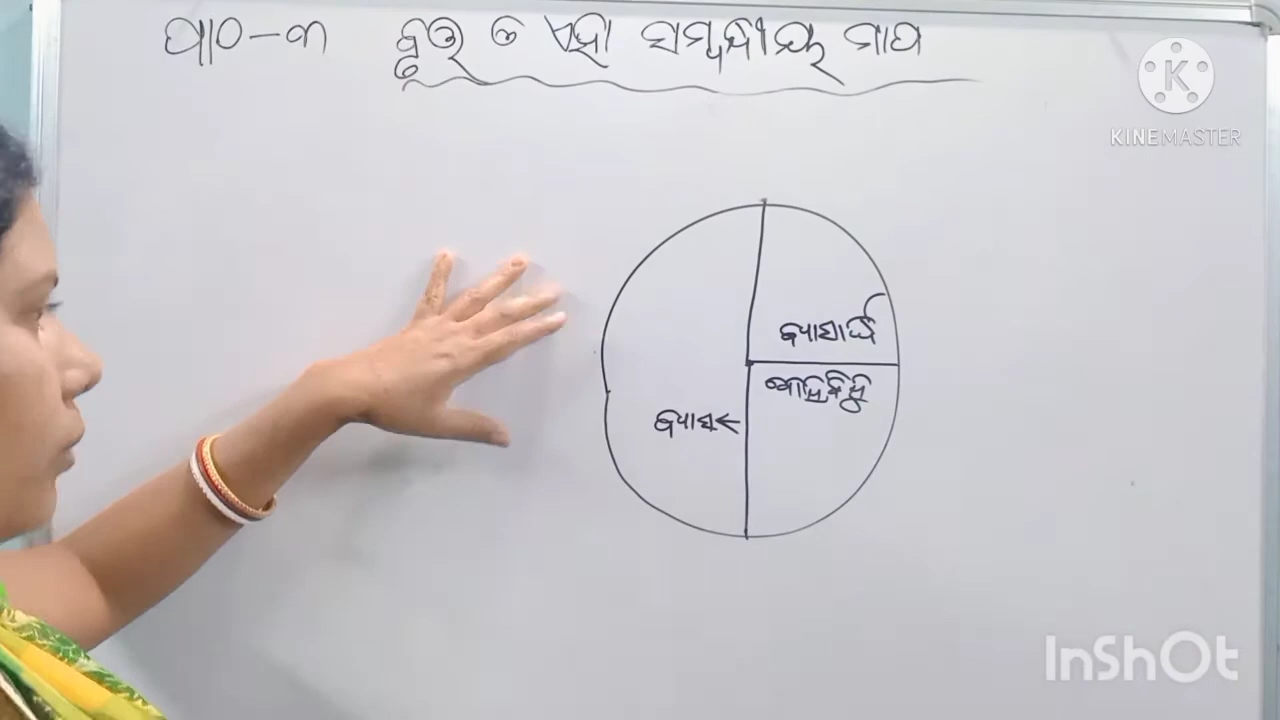 ପାଠ-୩ ବୃତ୍ତ ଓ ଏହା ସମ୍ବନ୍ଧୀୟ ମାପ
KINEMASTER
ବ୍ୟାସାର୍ଦ୍ଧ
କେନ୍ଦ୍ରବିନ୍ଦୁ
ବ୍ୟାସ
InShOt